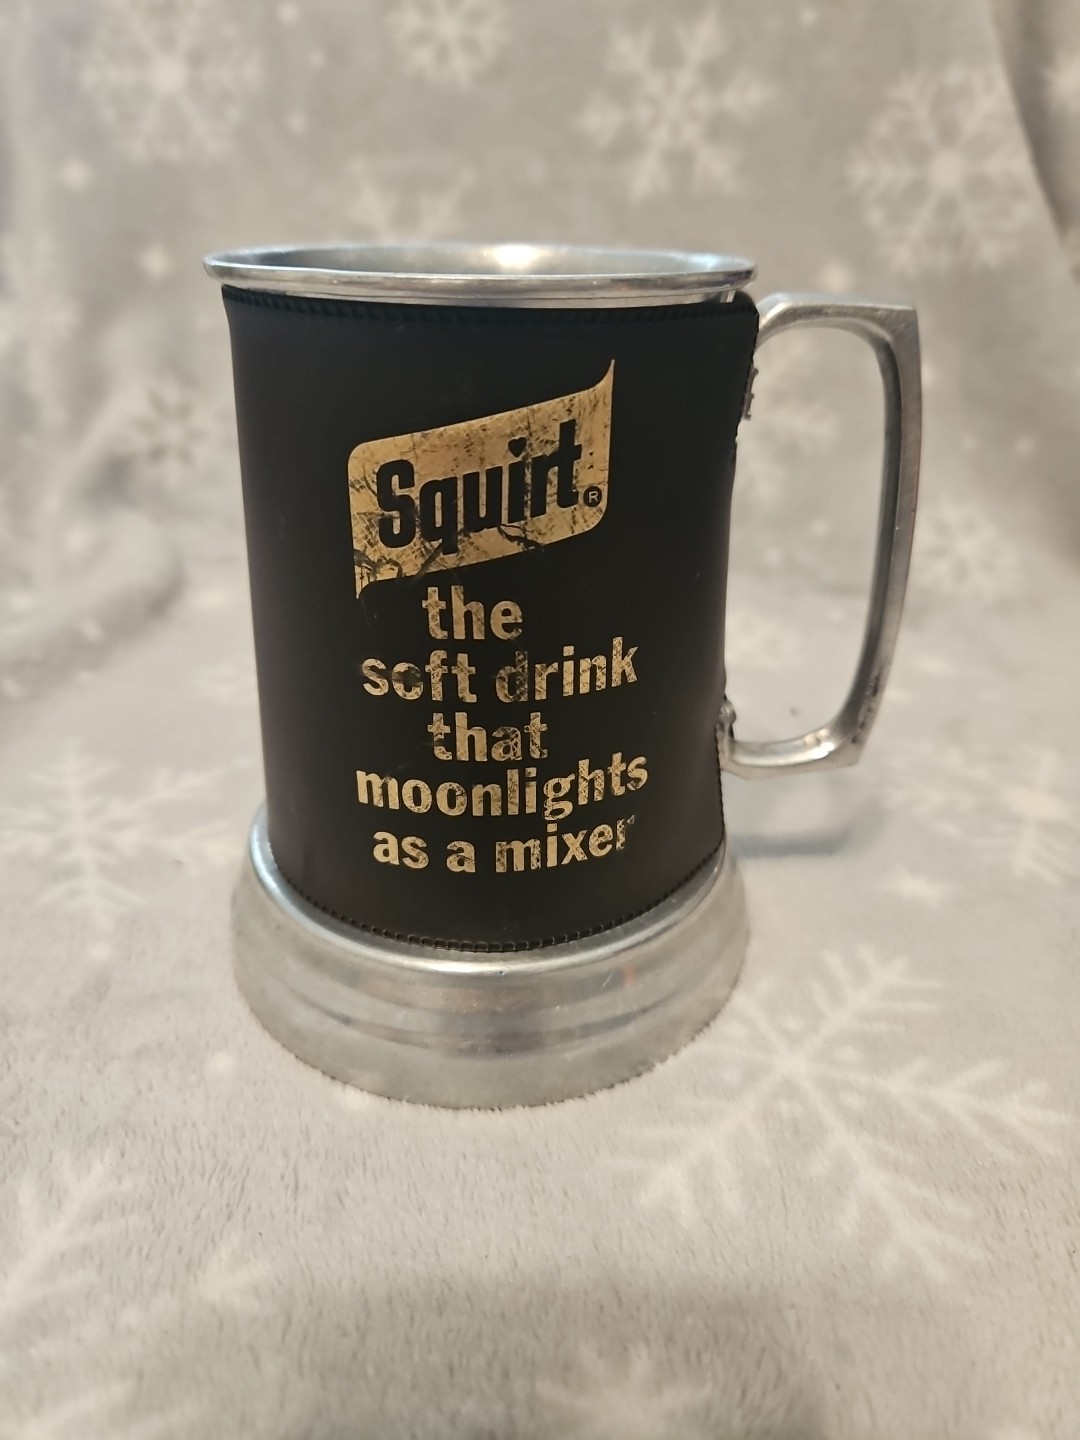 Squirt®
the
soft drink
that
moonlights
as a mixer